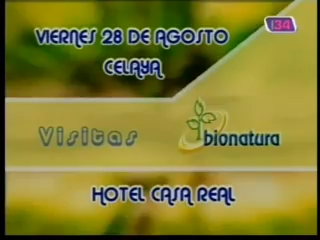 134
VIERNES 28 DE AGOSTO
CELAYA
Visitas
bionatura
HOTEL CASA REAL